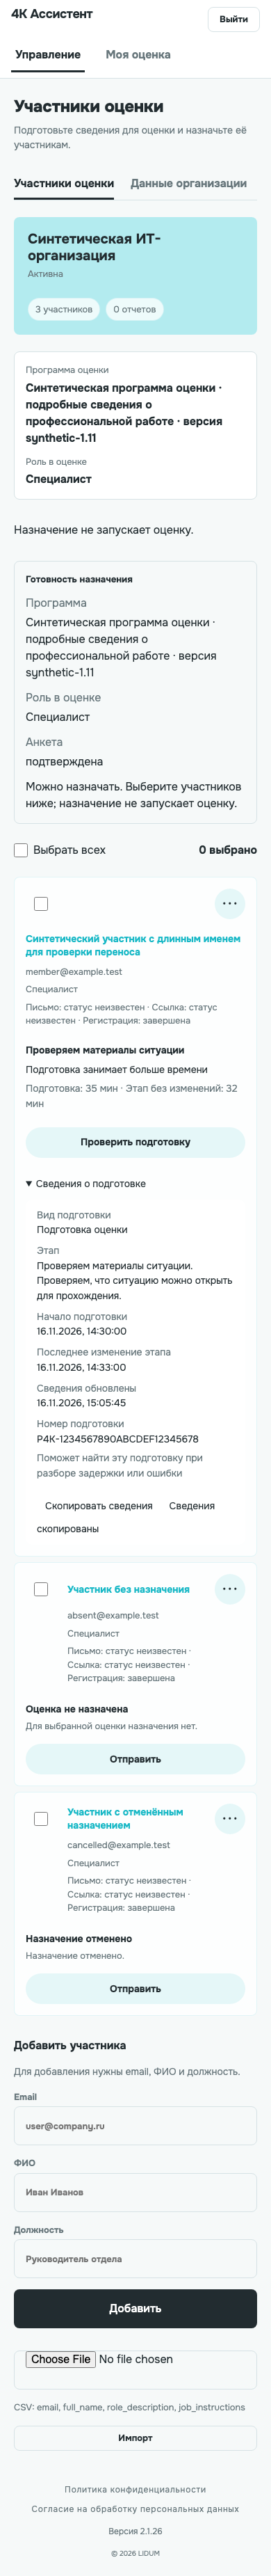 4K Ассистент
Выйти
Управление
Моя оценка
Участники оценки
Подготовьте сведения для оценки и назначьте её
участникам.
Участники оценки
Данные организации
Синтетическая ИТ-
организация
Активна
3 участников
0 отчетов
Программа оценки
Синтетическая программа оценки ·
подробные сведения о
профессиональной работе · версия
synthetic-1.11
Роль в оценке
Специалист
Назначение не запускает оценку.
Готовность назначения
Программа
Синтетическая программа оценки ·
подробные сведения о
профессиональной работе · версия
synthetic-1.11
Роль в оценке
Специалист
Анкета
подтверждена
Можно назначать. Выберите участников
ниже; назначение не запускает оценку.
Выбрать всех
0 выбрано
Синтетический участник с длинным именем
для проверки переноса
member@example.test
Специалист
Письмо: статус неизвестен · Ссылка: статус
неизвестен · Регистрация: завершена
Проверяем материалы ситуации
Подготовка занимает больше времени
Подготовка: 35 мин · Этап без изменений: 32
мин
Проверить подготовку
▼ Сведения о подготовке
Вид подготовки
Подготовка оценки
Этап
Проверяем материалы ситуации.
Проверяем, что ситуацию можно открыть
для прохождения.
Начало подготовки
16.11.2026, 14:30:00
Последнее изменение этапа
16.11.2026, 14:33:00
Сведения обновлены
16.11.2026, 15:05:45
Номер подготовки
P4K-1234567890ABCDEF12345678
Поможет найти эту подготовку при
разборе задержки или ошибки
Скопировать сведения
Сведения
скопированы
Участник без назначения
absent@example.test
Специалист
Письмо: статус неизвестен ·
Ссылка: статус неизвестен ·
Регистрация: завершена
Оценка не назначена
Для выбранной оценки назначения нет.
Отправить
Участник с отменённым
назначением
cancelled@example.test
Специалист
Письмо: статус неизвестен ·
Ссылка: статус неизвестен ·
Регистрация: завершена
Назначение отменено
Назначение отменено.
Отправить
Добавить участника
Для добавления нужны email, ФИО и должность.
Email
user@company.ru
ФИО
Иван Иванов
Должность
Руководитель отдела
Добавить
Choose File No file chosen
CSV: email, full_name, role_description, job_instructions
Импорт
Политика конфиденциальности
Согласие на обработку персональных данных
Версия 2.1.26
© 2026 LIDUM